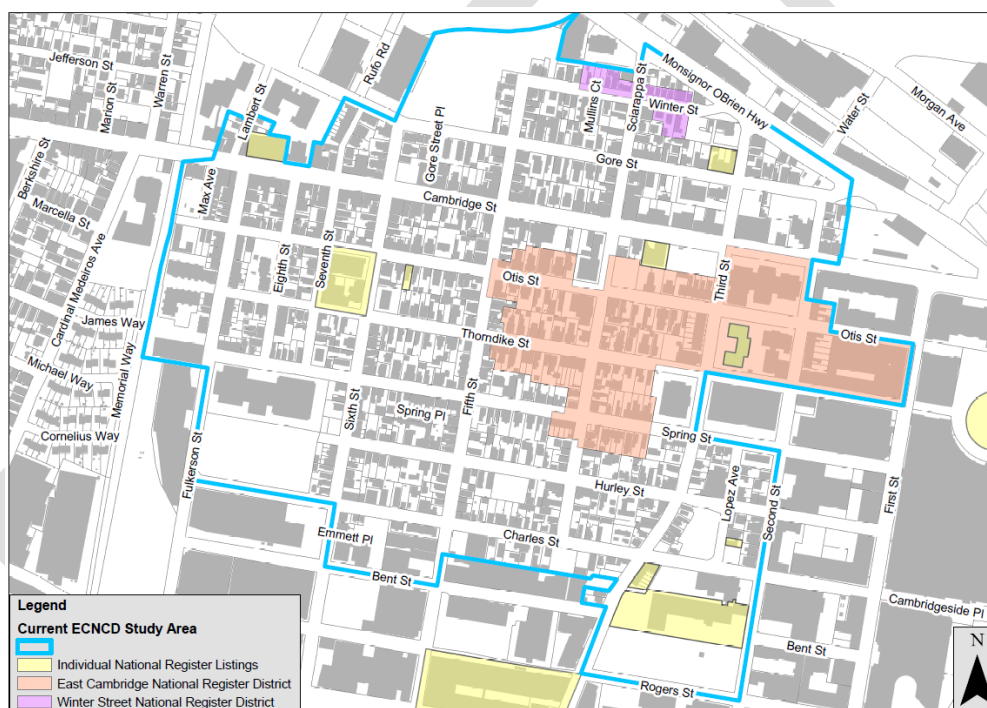 Jefferson St
Marion St
Warren St
Lambert St
Rufo Rd
Gore Street Pl
Mullins Ct
Sciarappa St
Winter St
Monsignor OBrien Hwy
Water St
Morgan Ave
Berkshire St
Marcella St
Max Ave
Gore St
Cambridge St
Cardinal Medeiros Ave
Eighth St
Seventh St
Otis St
Third St
Otis St
James Way
Memorial Way
Thorndike St
Michael Way
Cornelius Way
Fulkerson St
Sixth St
Spring Pl
Fifth St
Spring St
Hurley St
Lopez Ave
Second St
First St
Emmett Pl
Charles St
Bent St
Cambridgeside Pl
Bent St
Rogers St
Legend
Current ECNCD Study Area
Individual National Register Listings
East Cambridge National Register District
Winter Street National Register District
N